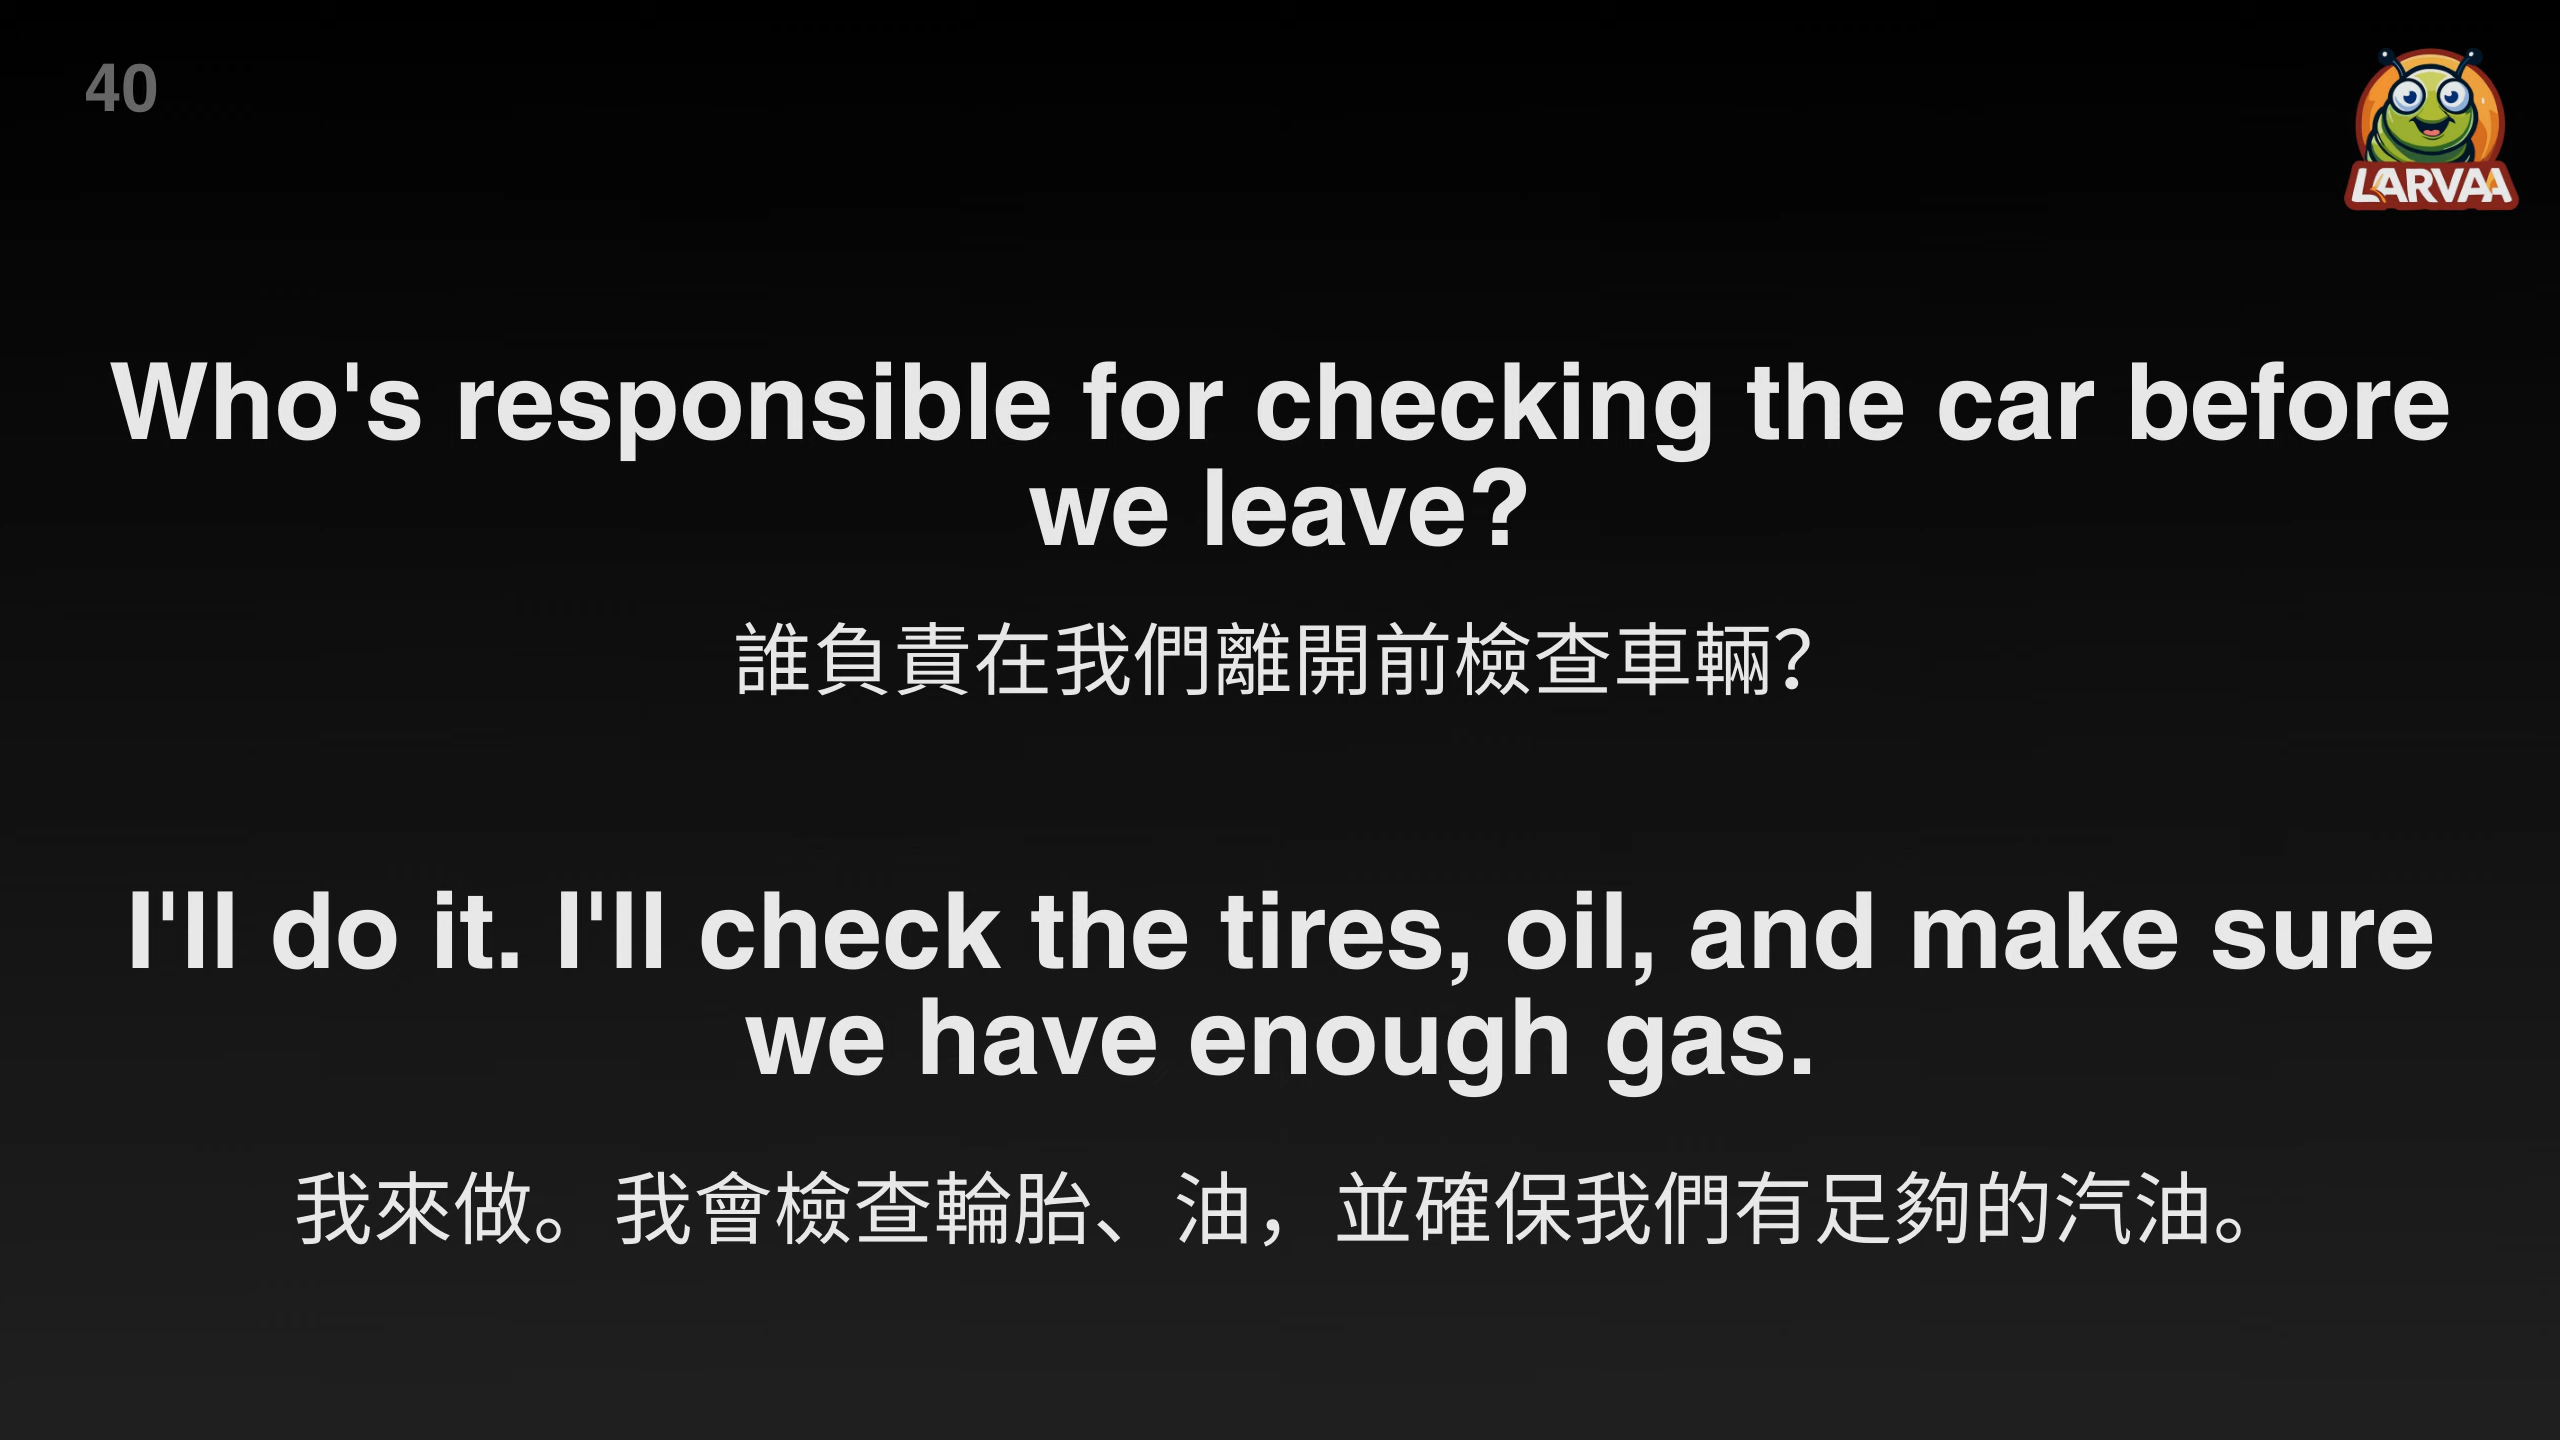 40
LARVAA
Who's responsible for checking the car before
we leave?
誰負責在我們離開前檢查車輛？
I'll do it. I'll check the tires, oil, and make sure
we have enough gas.
我來做。我會檢查輪胎、油，並確保我們有足夠的汽油。